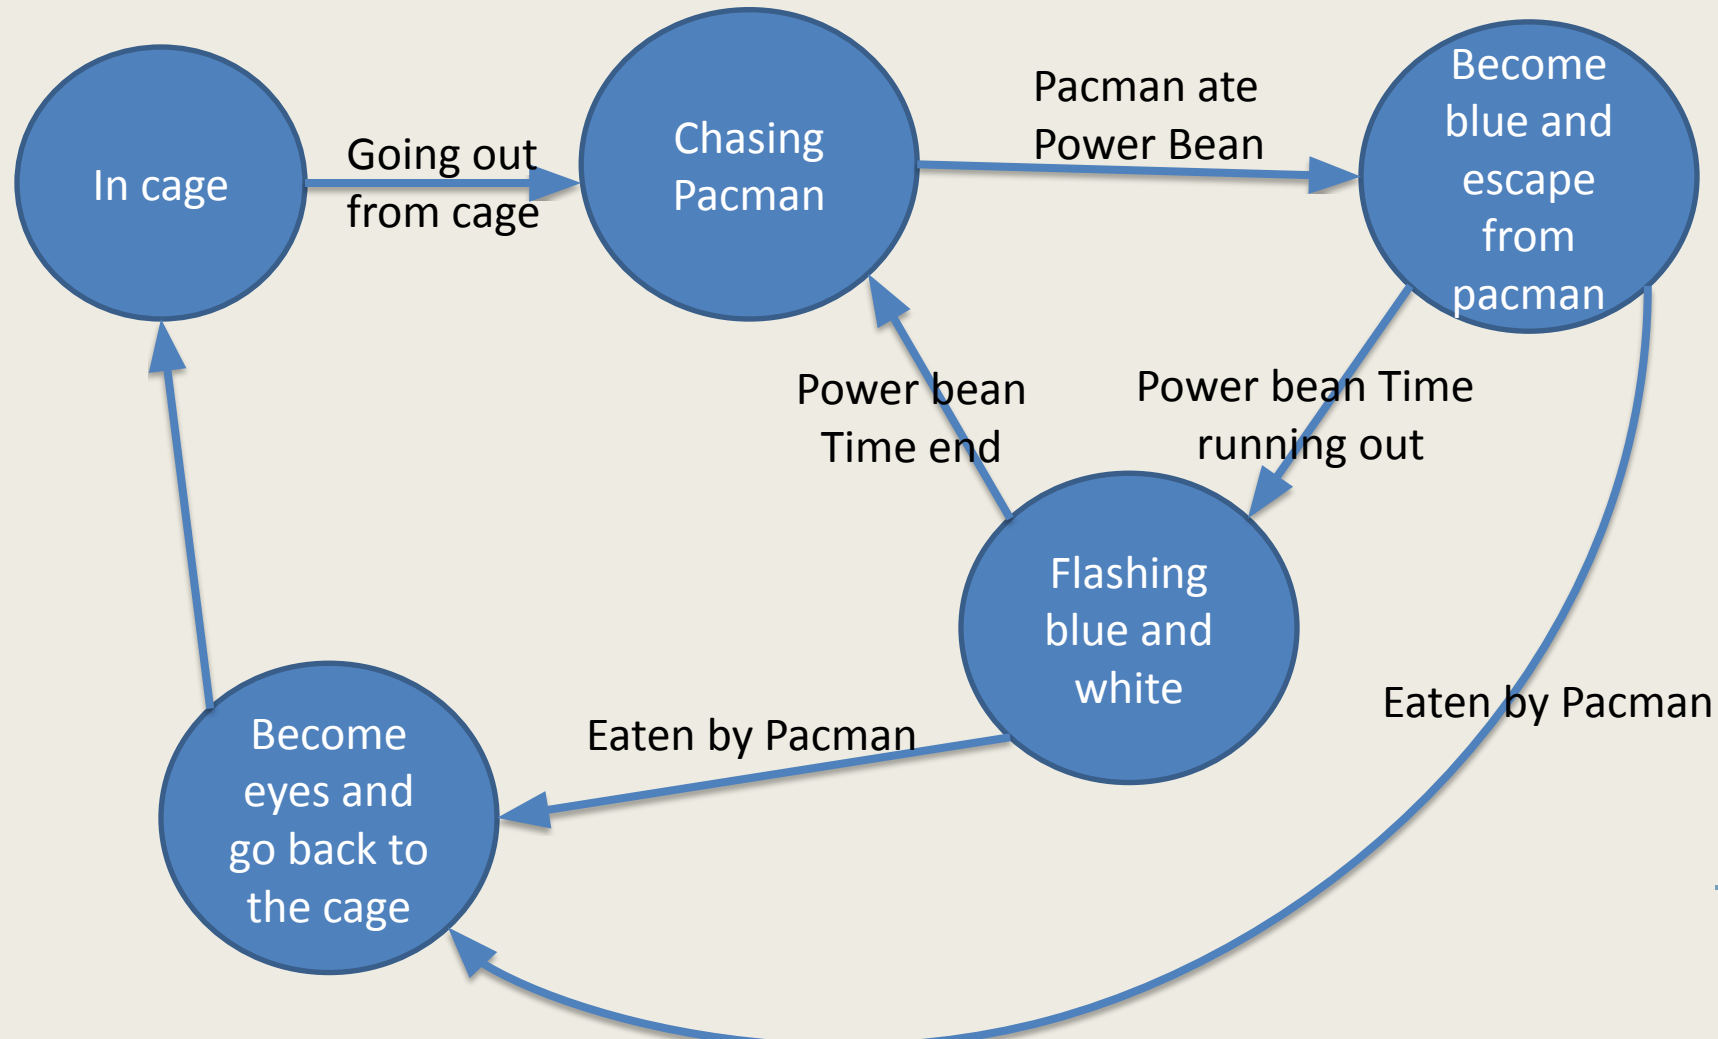 In cage
Going out
from cage
Chasing
Pacman
Pacman ate
Power Bean
Become
blue and
escape
from
pacman
Power bean
Time end
Power bean Time
running out
Flashing
blue and
white
Eaten by Pacman
Eaten by Pacman
Become
eyes and
go back to
the cage